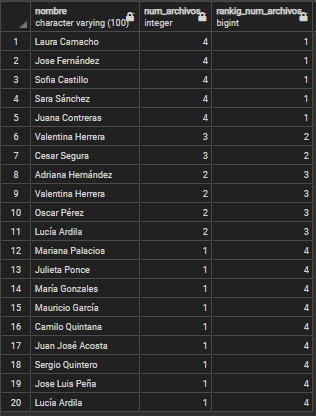 nombre num_archivos rankig_num_archivos
character varying (100) integer bigint
1 Laura Camacho 4 1
2 Jose Fernández 4 1
3 Sofia Castillo 4 1
4 Sara Sánchez 4 1
5 Juana Contreras 4 1
6 Valentina Herrera 3 2
7 Cesar Segura 3 2
8 Adriana Hernández 2 3
9 Valentina Herrera 2 3
10 Oscar Pérez 2 3
11 Lucía Ardila 2 3
12 Mariana Palacios 1 4
13 Julieta Ponce 1 4
14 María Gonzales 1 4
15 Mauricio García 1 4
16 Camilo Quintana 1 4
17 Juan José Acosta 1 4
18 Sergio Quintero 1 4
19 Jose Luis Peña 1 4
20 Lucía Ardila 1 4